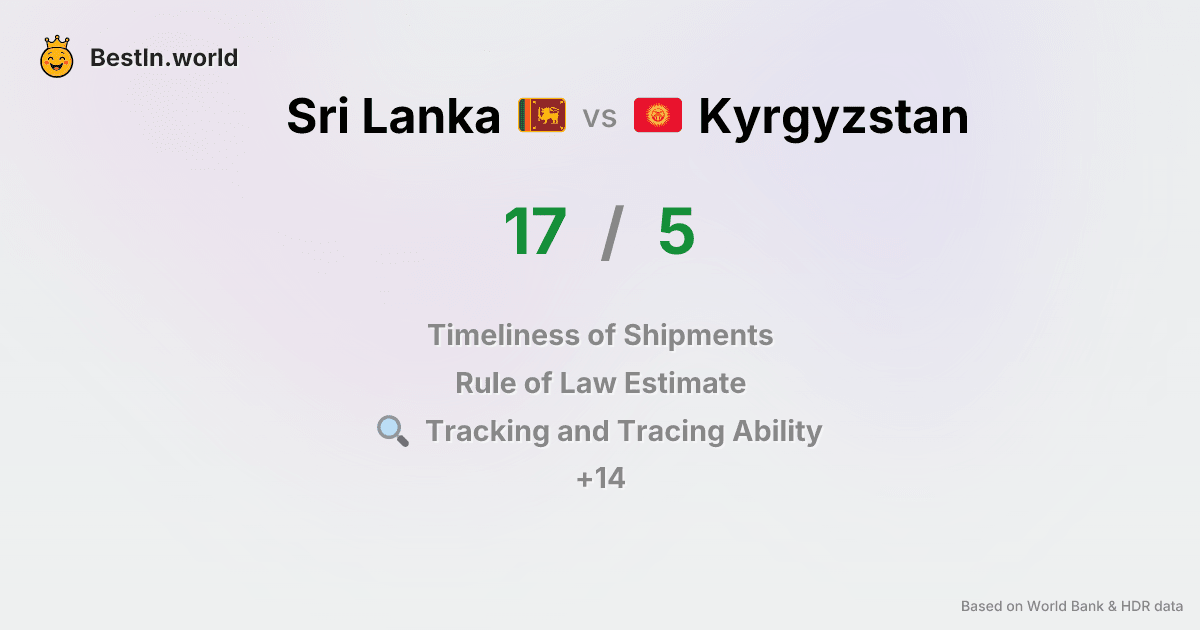 BestIn.world
Sri Lanka vs Kyrgyzstan
17 / 5
Timeliness of Shipments
Rule of Law Estimate
Tracking and Tracing Ability
+14
Based on World Bank & HDR data